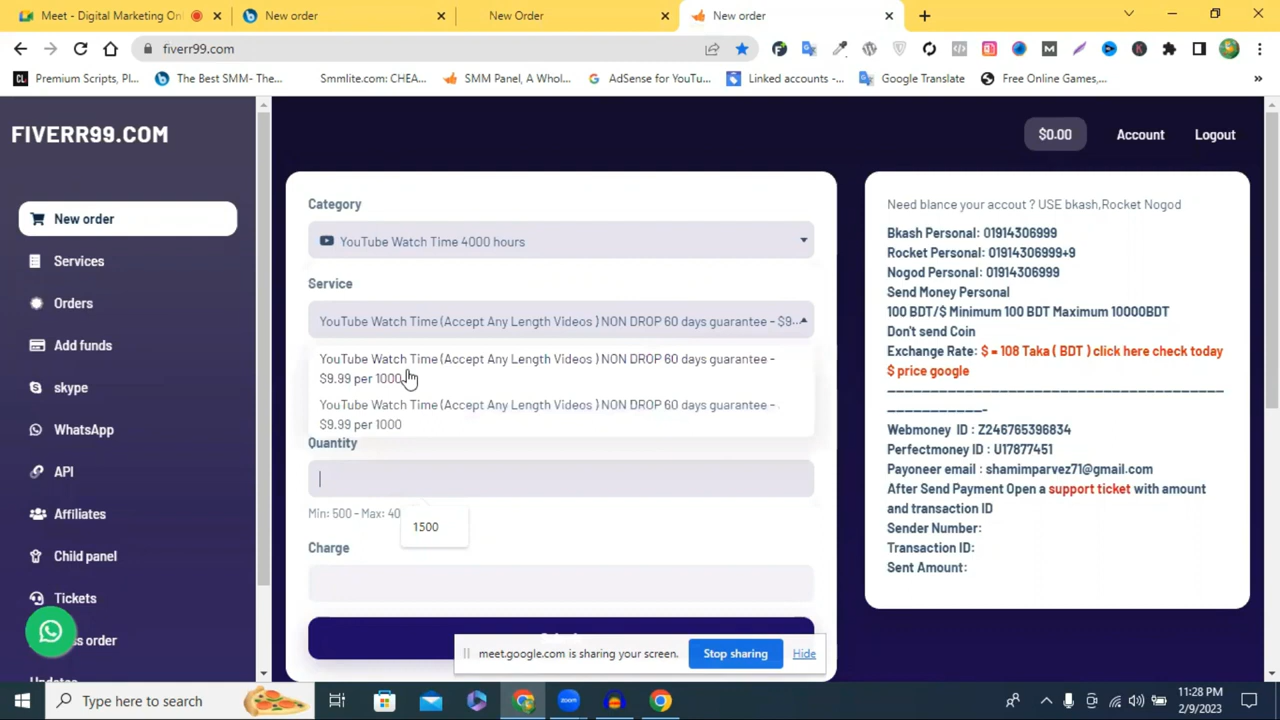 Meet - Digital Marketing Onl
New order
New Order
New order
fiverr99.com
Premium Scripts, Pl...
The Best SMM- The...
Smmlite.com: CHEA...
SMM Panel, A Whol...
AdSense for YouTu...
Linked accounts -...
Google Translate
Free Online Games,...
»
FIVERR99.COM
$0.00
Account
Logout
New order
Services
Orders
Add funds
skype
WhatsApp
API
Affiliates
Child panel
Tickets
order
Category
YouTube Watch Time 4000 hours
Service
YouTube Watch Time (Accept Any Length Videos ) NON DROP 60 days guarantee - $9...
YouTube Watch Time (Accept Any Length Videos ) NON DROP 60 days guarantee -
$9.99 per 1000
YouTube Watch Time (Accept Any Length Videos ) NON DROP 60 days guarantee -
$9.99 per 1000
Quantity
Min: 500 - Max: 40
1500
Charge
meet.google.com is sharing your screen.
Stop sharing
Hide
Need blance your accout ? USE bkash,Rocket Nogod
Bkash Personal: 01914306999
Rocket Personal: 01914306999+9
Nogod Personal: 01914306999
Send Money Personal
100 BDT/$ Minimum 100 BDT Maximum 10000BDT
Don't send Coin
Exchange Rate: $ = 108 Taka ( BDT ) click here check today
$ price google
Webmoney ID : Z246765396834
Perfectmoney ID : U17877451
Payoneer email : shamimparvez71@gmail.com
After Send Payment Open a support ticket with amount
and transaction ID
Sender Number:
Transaction ID:
Sent Amount:
Type here to search
11:28 PM
2/9/2023